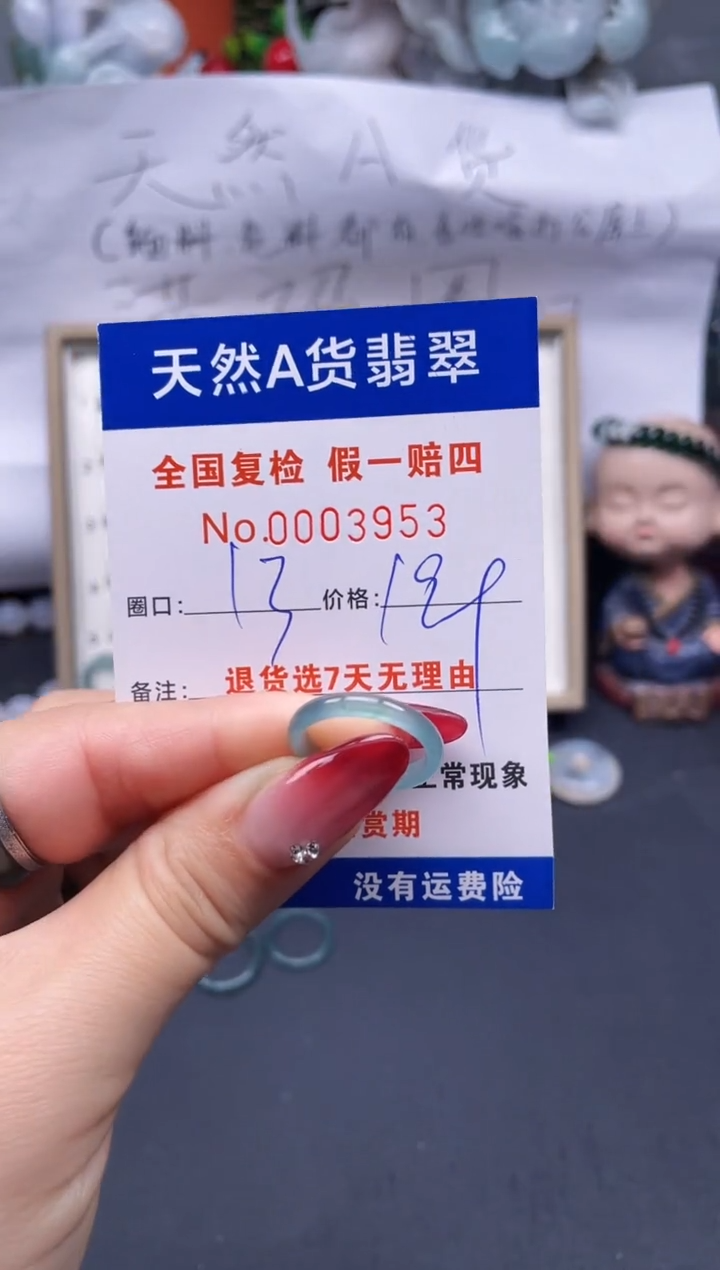 天然A货
天然A货翡翠
全国复检 假一赔四
No.0003953
圈口: 13 价格: 199
备注: 退货选7天无理由
正常现象
赏期
没有运费险